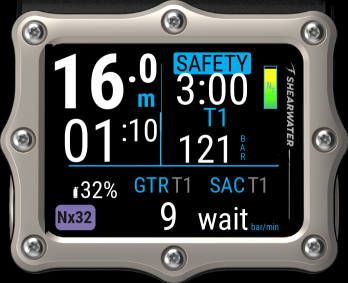 16.0 m
SAFETY
3:00
T1
01:10
121 BAR
N₂
SHEARWATER
32%
GTR T1 SAC T1
Nx32
9 wait bar/min